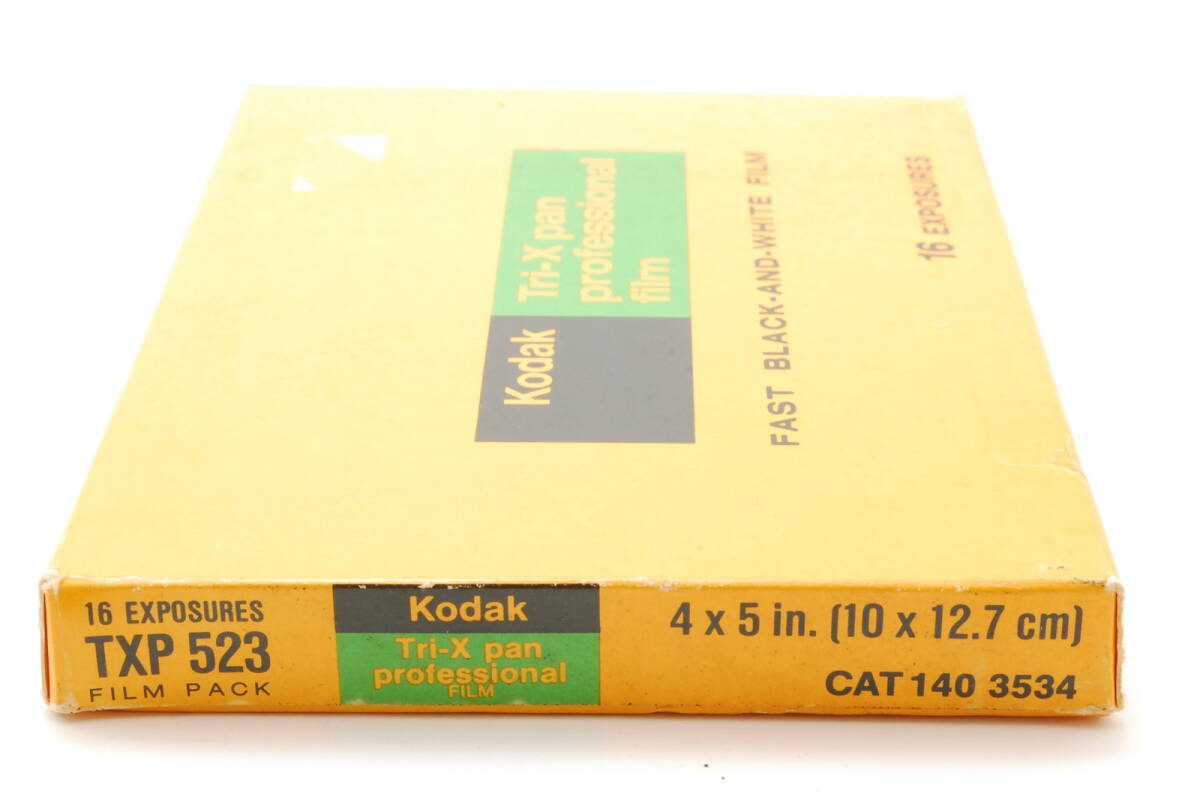 Kodak
Tri-X pan
professional
film
FAST BLACK-AND-WHITE FILM
16 EXPOSURES
16 EXPOSURES
TXP 523
FILM PACK
Kodak
Tri-X pan
professional
FILM
4 x 5 in. (10 x 12.7 cm)
CAT 140 3534